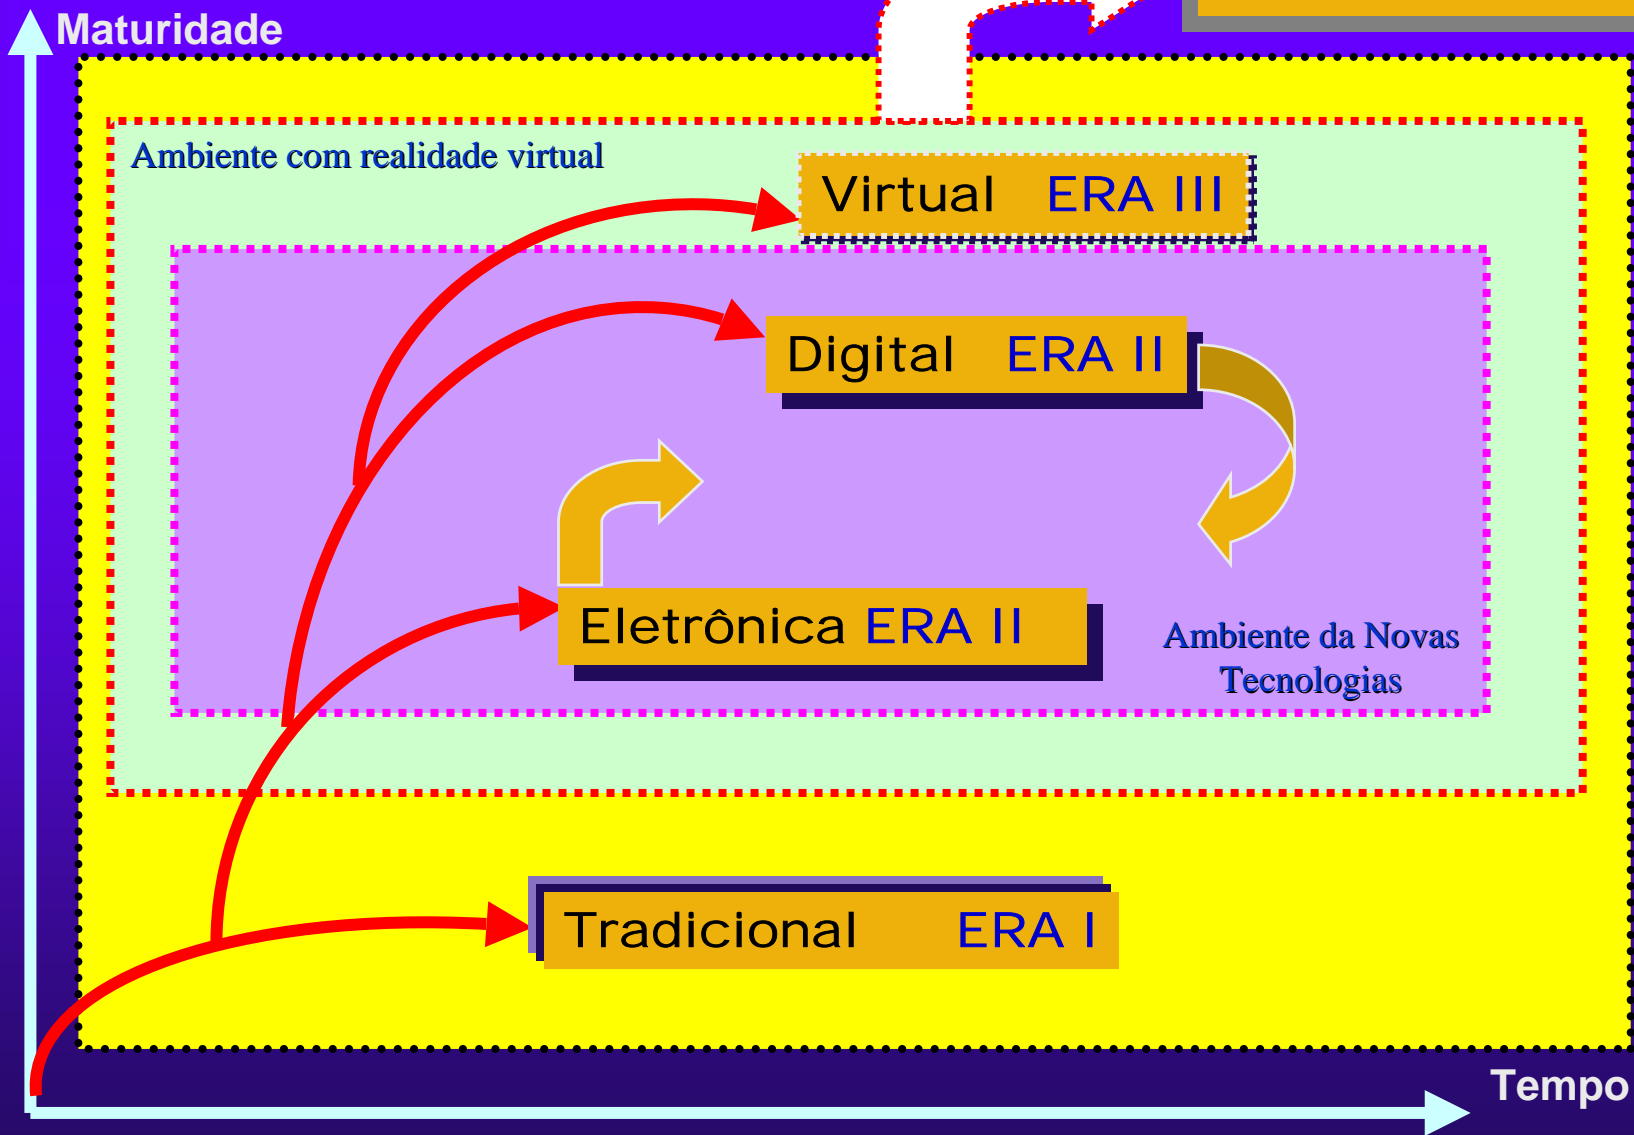 Maturidade
Ambiente com realidade virtual
Virtual ERA III
Digital ERA II
Eletrônica ERA II
Ambiente da Novas
Tecnologias
Tradicional ERA I
Tempo